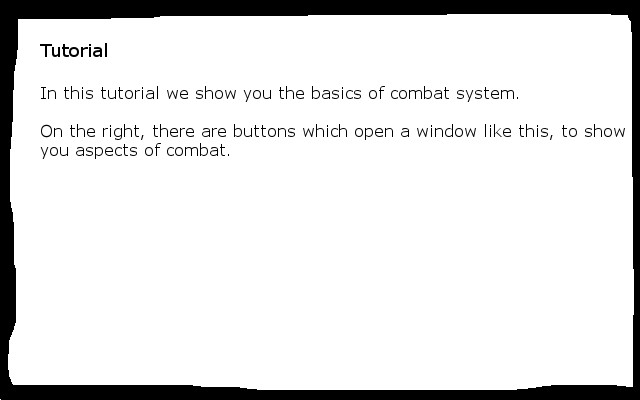 Tutorial
In this tutorial we show you the basics of combat system.
On the right, there are buttons which open a window like this, to show
you aspects of combat.